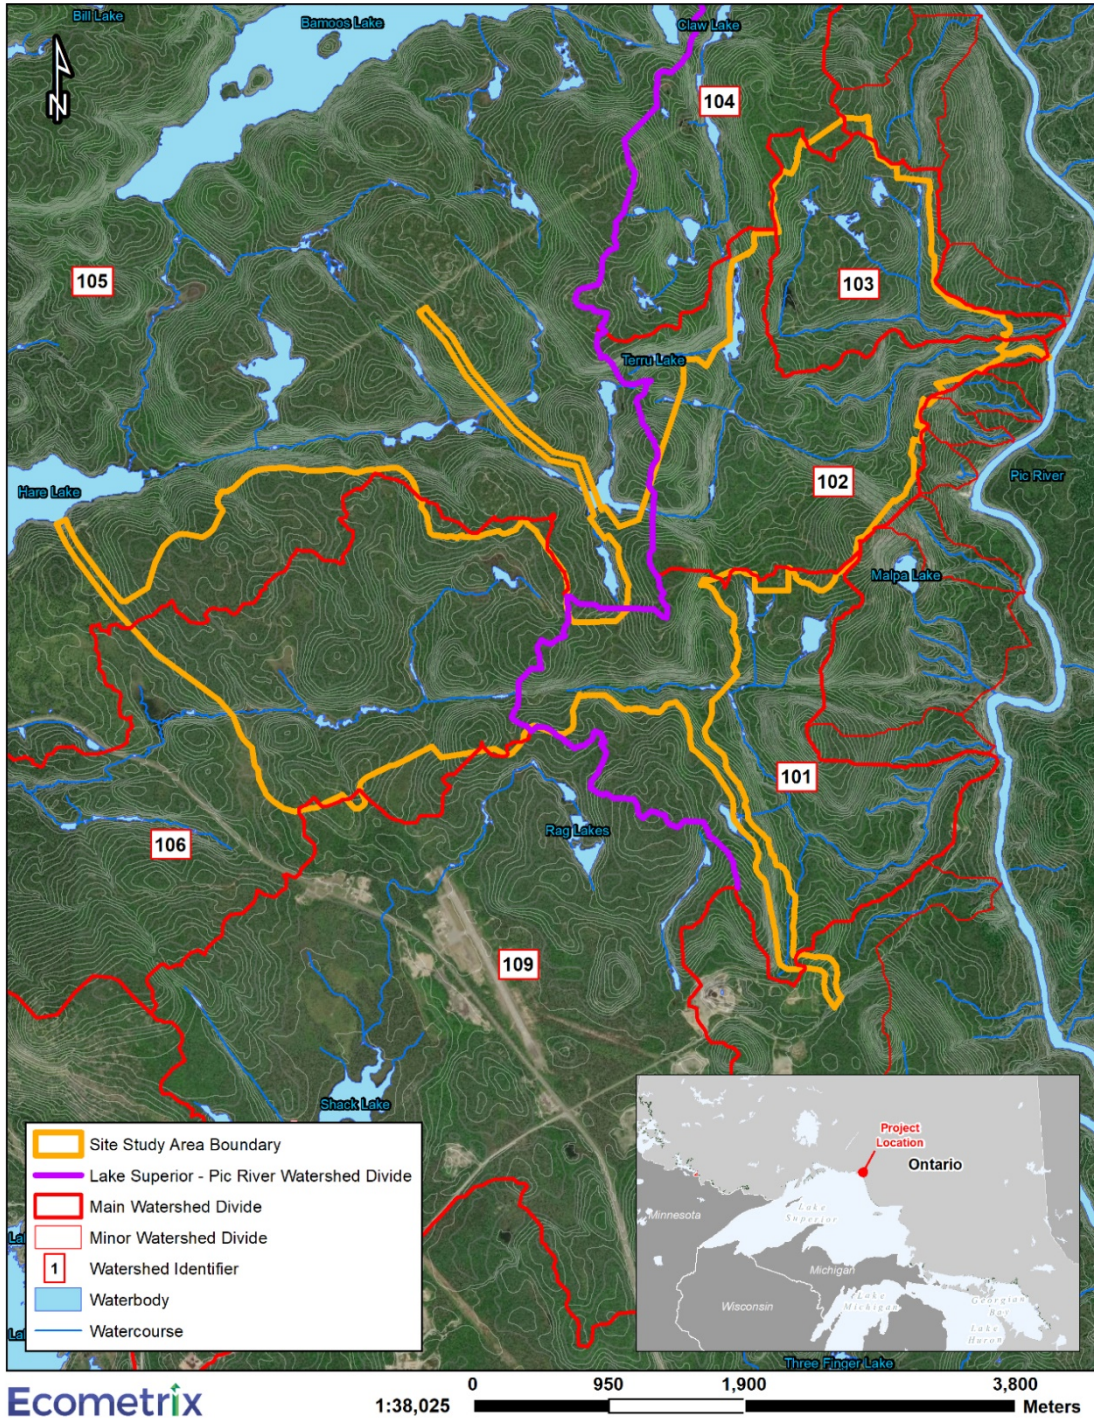 Bill Lake
Bamoos Lake
Claw Lake
N
104
105
103
Terru Lake
Hare Lake
102
Pic River
Malpa Lake
101
Rag Lakes
106
109
Shack Lake
Site Study Area Boundary
Lake Superior - Pic River Watershed Divide
Main Watershed Divide
Minor Watershed Divide
1 Watershed Identifier
Waterbody
Watercourse
Project
Location
Ontario
Minnesota
Lake
Superior
Michigan
Wisconsin
Lake
Michigan
Georgian
Bay
Lake
Huron
Three Finger Lake
Ecometrix
1:38,025
0 950 1,900 3,800
Meters